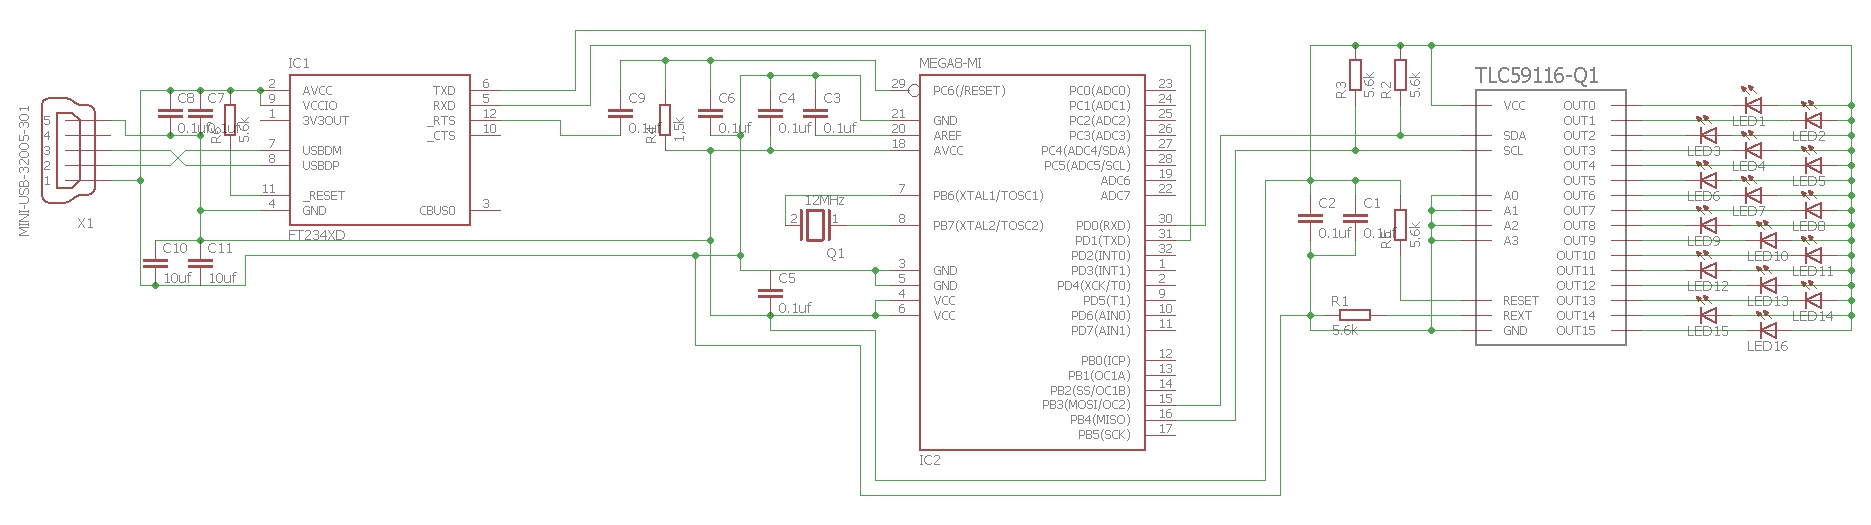 MINI-USB-32005-301
X1
5
4
3
2
1
C8
0.1uf
C7
0.1uf
5.6k
C10
10uf
C11
10uf
IC1
FT234XD
2
9
1
7
8
11
4
AVCC
VCCIO
3V3OUT
USBDM
USBDP
_RESET
GND
TXD
RXD
_RTS
_CTS
CBUS0
6
5
12
10
3
C9
0.1uf
1,5k
C6
0.1uf
C4
0.1uf
C3
0.1uf
12MHz
2
1
Q1
C5
0.1uf
MEGA8-MI
IC2
29
21
20
18
7
8
3
5
4
6
PC6(/RESET)
GND
AREF
AVCC
PB6(XTAL1/TOSC1)
PB7(XTAL2/TOSC2)
GND
GND
VCC
VCC
PC0(ADC0)
PC1(ADC1)
PC2(ADC2)
PC3(ADC3)
PC4(ADC4/SDA)
PC5(ADC5/SCL)
ADC6
ADC7
PD0(RXD)
PD1(TXD)
PD2(INT0)
PD3(INT1)
PD4(XCK/T0)
PD5(T1)
PD6(AIN0)
PD7(AIN1)
PB0(ICP)
PB1(OC1A)
PB2(SS/OC1B)
PB3(MOSI/OC2)
PB4(MISO)
PB5(SCK)
23
24
25
26
27
28
19
22
30
31
32
1
2
9
10
11
12
13
14
15
16
17
R3
5.6k
R2
5.6k
C2
0.1uf
C1
0.1uf
5.6k
R1
5.6k
TLC59116-Q1
VCC
SDA
SCL
A0
A1
A2
A3
RESET
REXT
GND
OUT0
OUT1
OUT2
OUT3
OUT4
OUT5
OUT6
OUT7
OUT8
OUT9
OUT10
OUT11
OUT12
OUT13
OUT14
OUT15
LED1
LED2
LED3
LED4
LED5
LED6
LED7
LED8
LED9
LED10
LED11
LED12
LED13
LED14
LED15
LED16